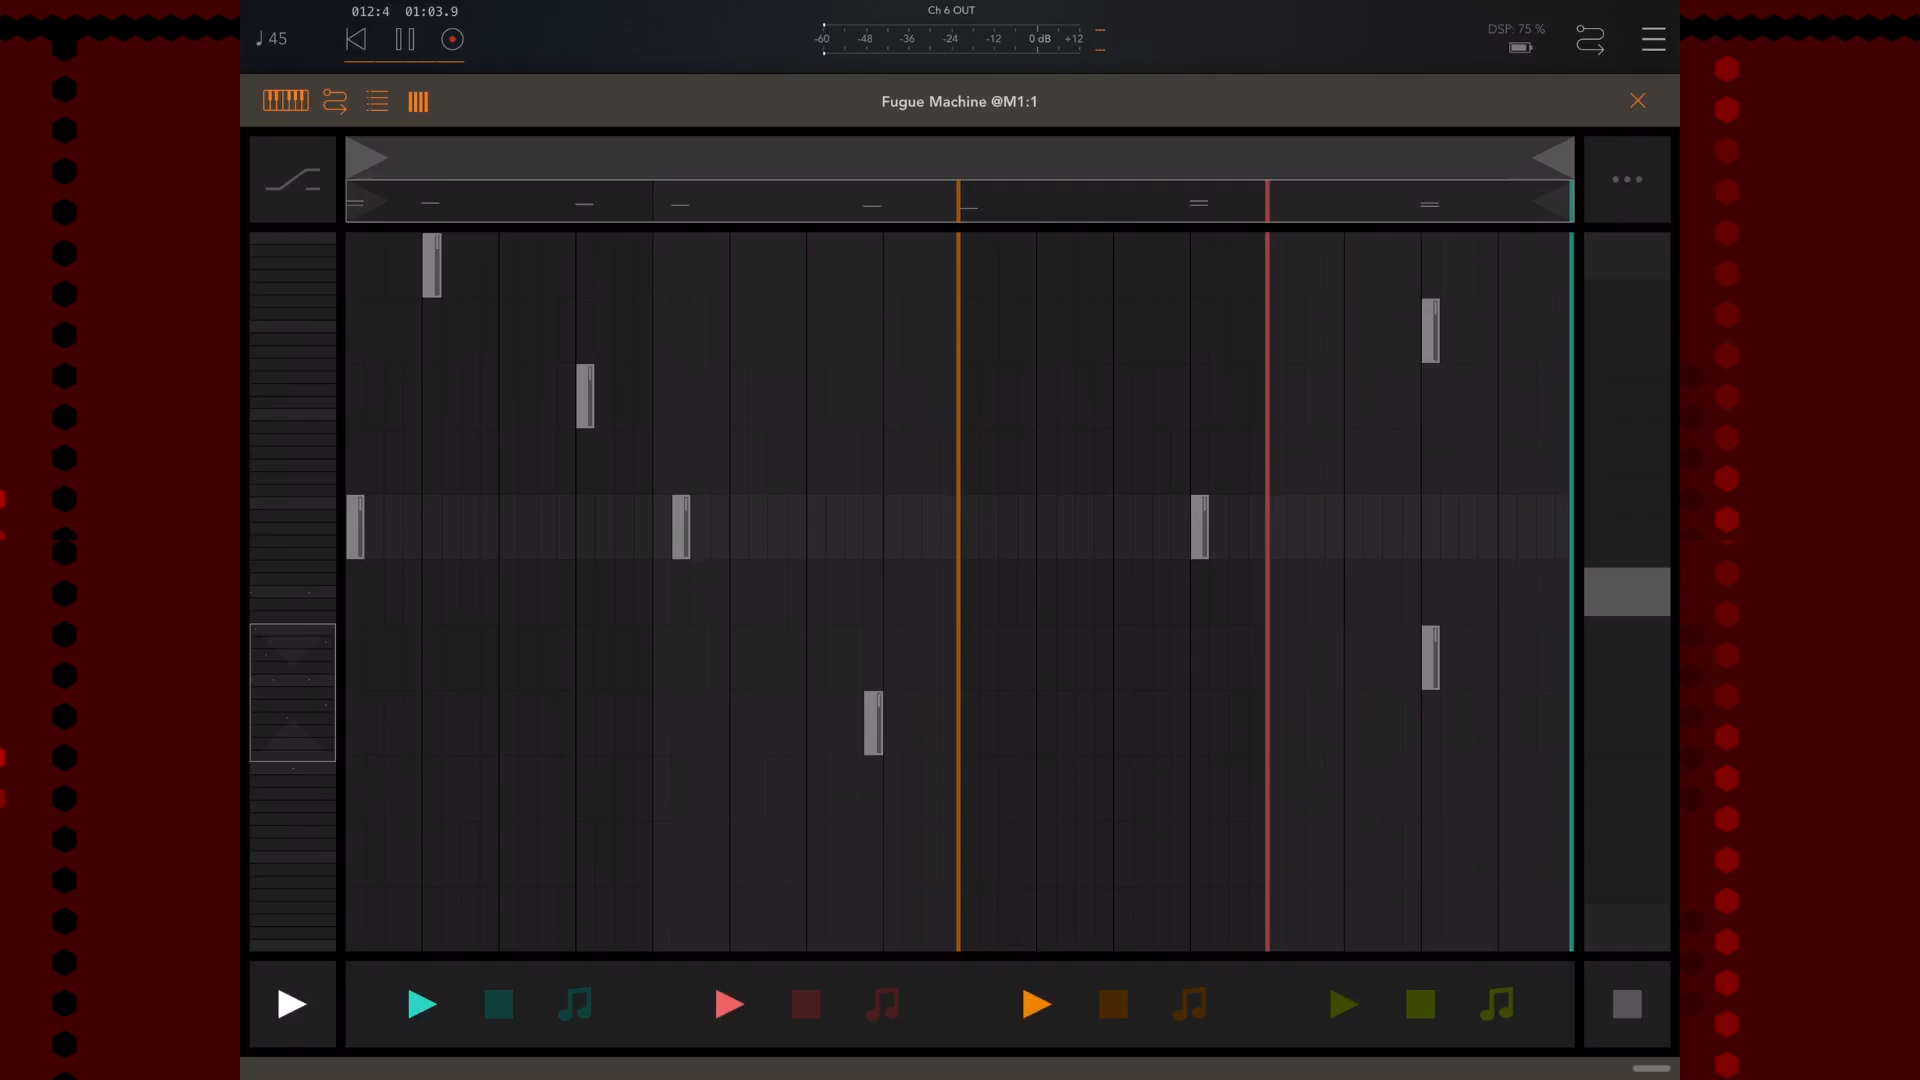 012:4 01:03.9
Ch 6 OUT
♩ 45
-60 -48 -36 -24 -12 0 dB +12
DSP: 75 %
Fugue Machine @M1:1